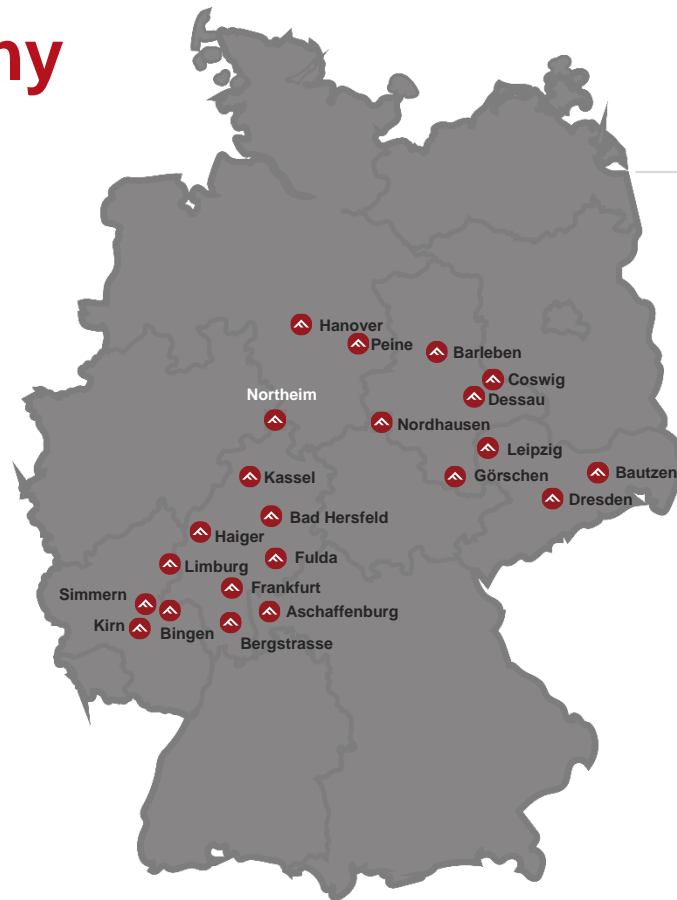 ny
Hanover
Peine
Barleben
Coswig
Dessau
Northeim
Nordhausen
Leipzig
Kassel
Görschen
Bautzen
Dresden
Bad Hersfeld
Haiger
Fulda
Limburg
Frankfurt
Simmern
Aschaffenburg
Kirn
Bingen
Bergstrasse